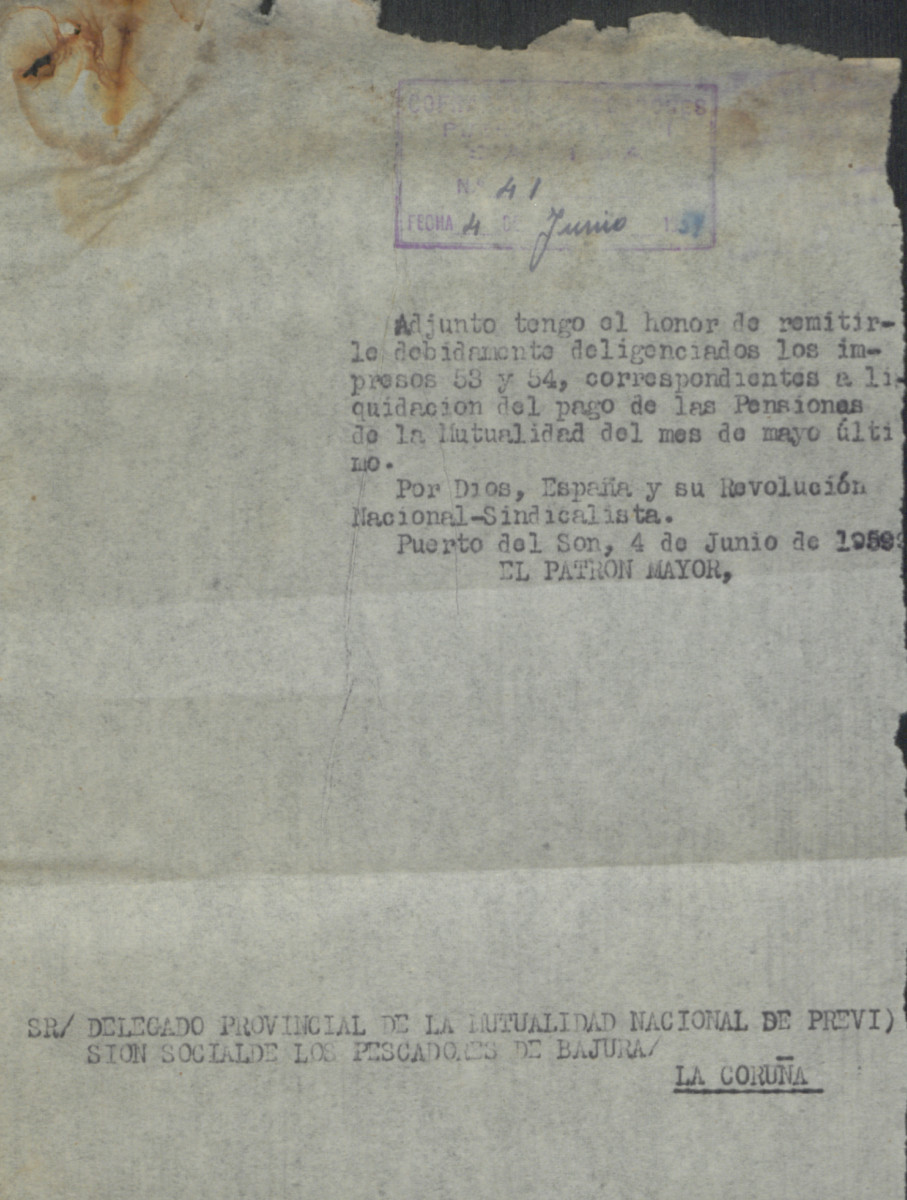 Nº 41
FECHA 4 DE Junio
Adjunto tengo el honor de remitir-
le debidamente deligenciados los im-
presos 53 y 54, correspondientes a li-
quidacion del pago de las Pensiones
de la Mutualidad del mes de mayo últi
mo.
Por Dios, España y su Revolución
Nacional-Sindicalista.
Puerto del Son, 4 de Junio de 1959
EL PATRON MAYOR,
SR/ DELEGADO PROVINCIAL DE LA MUTUALIDAD NACIONAL DE PREVI)
SION SOCIALDE LOS PESCADORES DE BAJURA/
LA CORUÑA